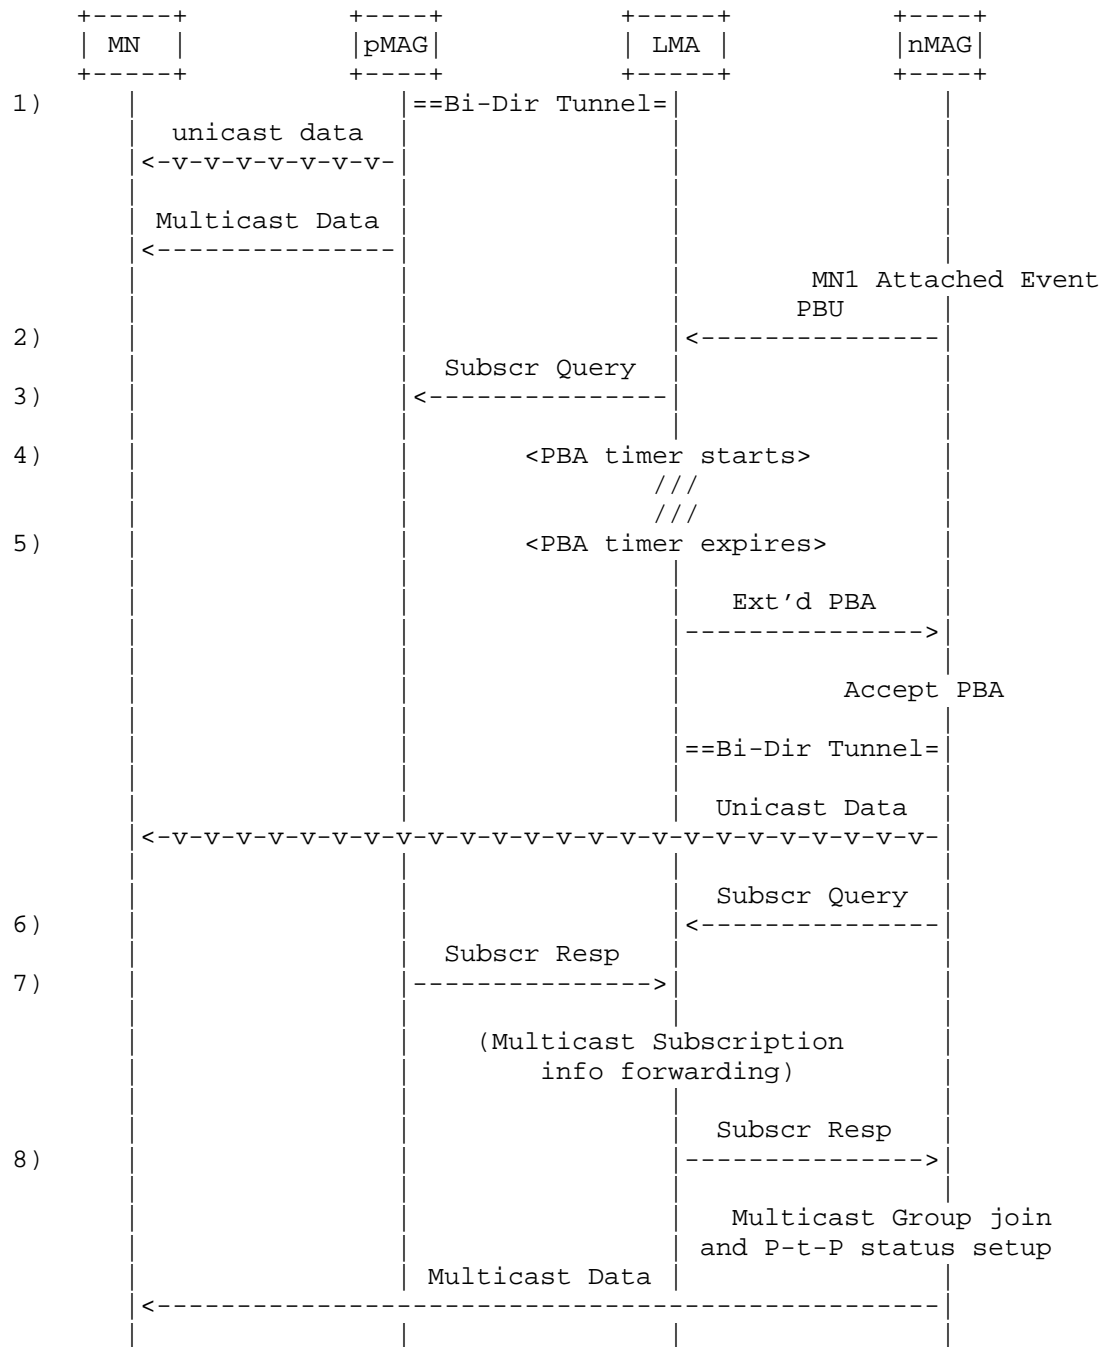 MN pMAG LMA nMAG
1) ==Bi-Dir Tunnel=
unicast data
<-v-v-v-v-v-v-v-
Multicast Data
<---------------
MN1 Attached Event
PBU
2) <---------------
Subscr Query
3) <---------------
4) <PBA timer starts>
///
///
5) <PBA timer expires>
Ext'd PBA
--------------->
Accept PBA
==Bi-Dir Tunnel=
Unicast Data
<-v-v-v-v-v-v-v-v-v-v-v-v-v-v-v-v-v-v-v-v-v-v-v-v-
Subscr Query
6) <---------------
Subscr Resp
7) --------------->
(Multicast Subscription
info forwarding)
Subscr Resp
8) --------------->
Multicast Group join
and P-t-P status setup
Multicast Data
<-------------------------------------------------